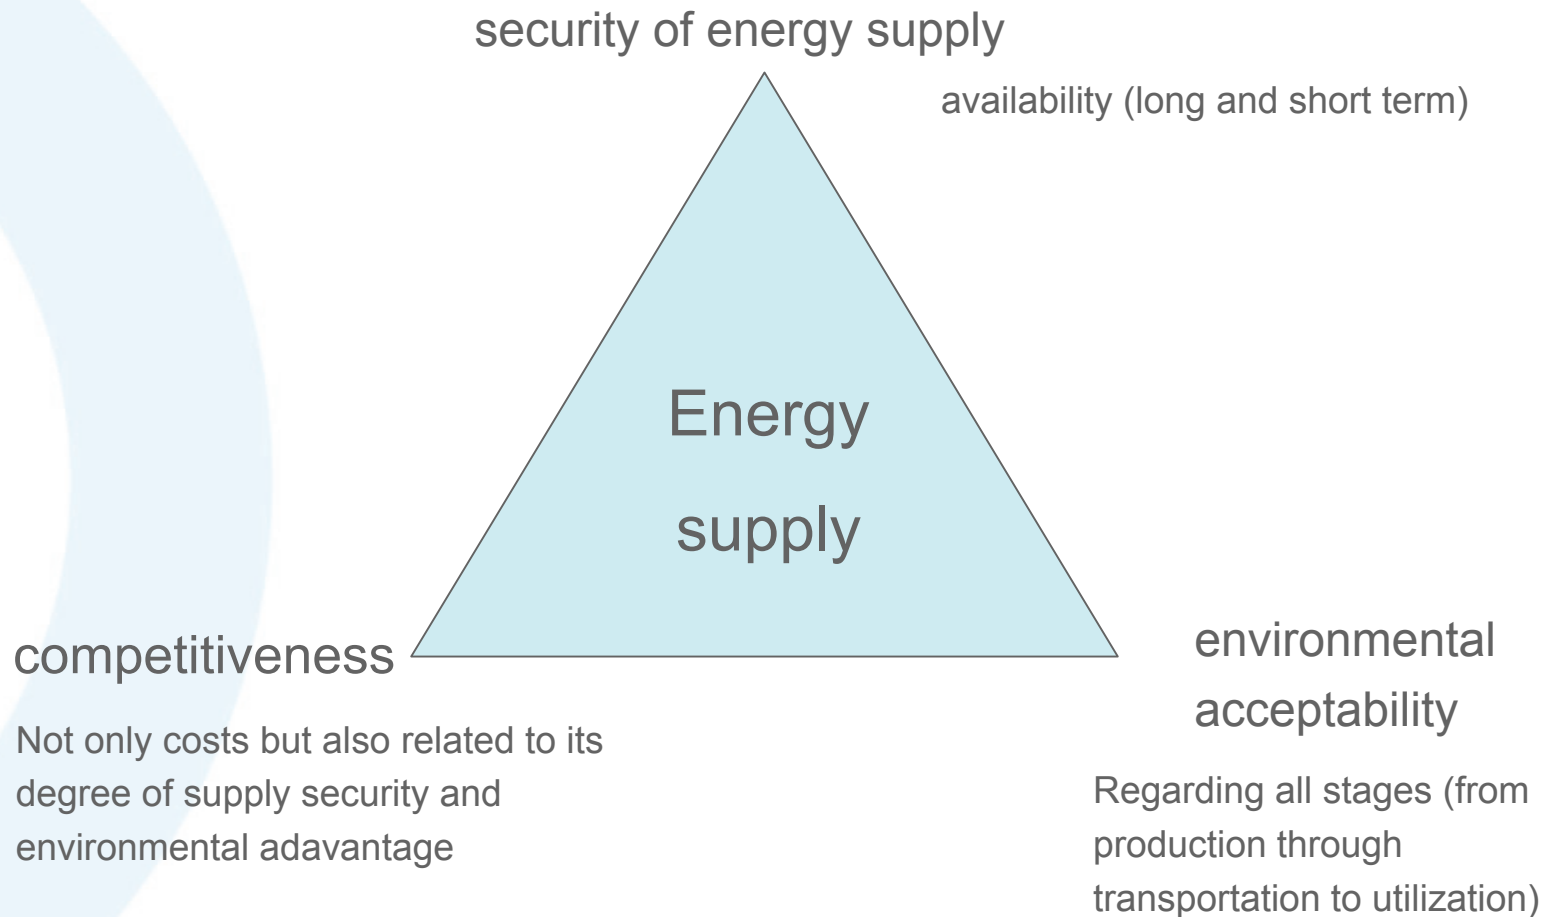 security of energy supply
availability (long and short term)
Energy
supply
competitiveness
Not only costs but also related to its
degree of supply security and
environmental adavantage
environmental
acceptability
Regarding all stages (from
production through
transportation to utilization)